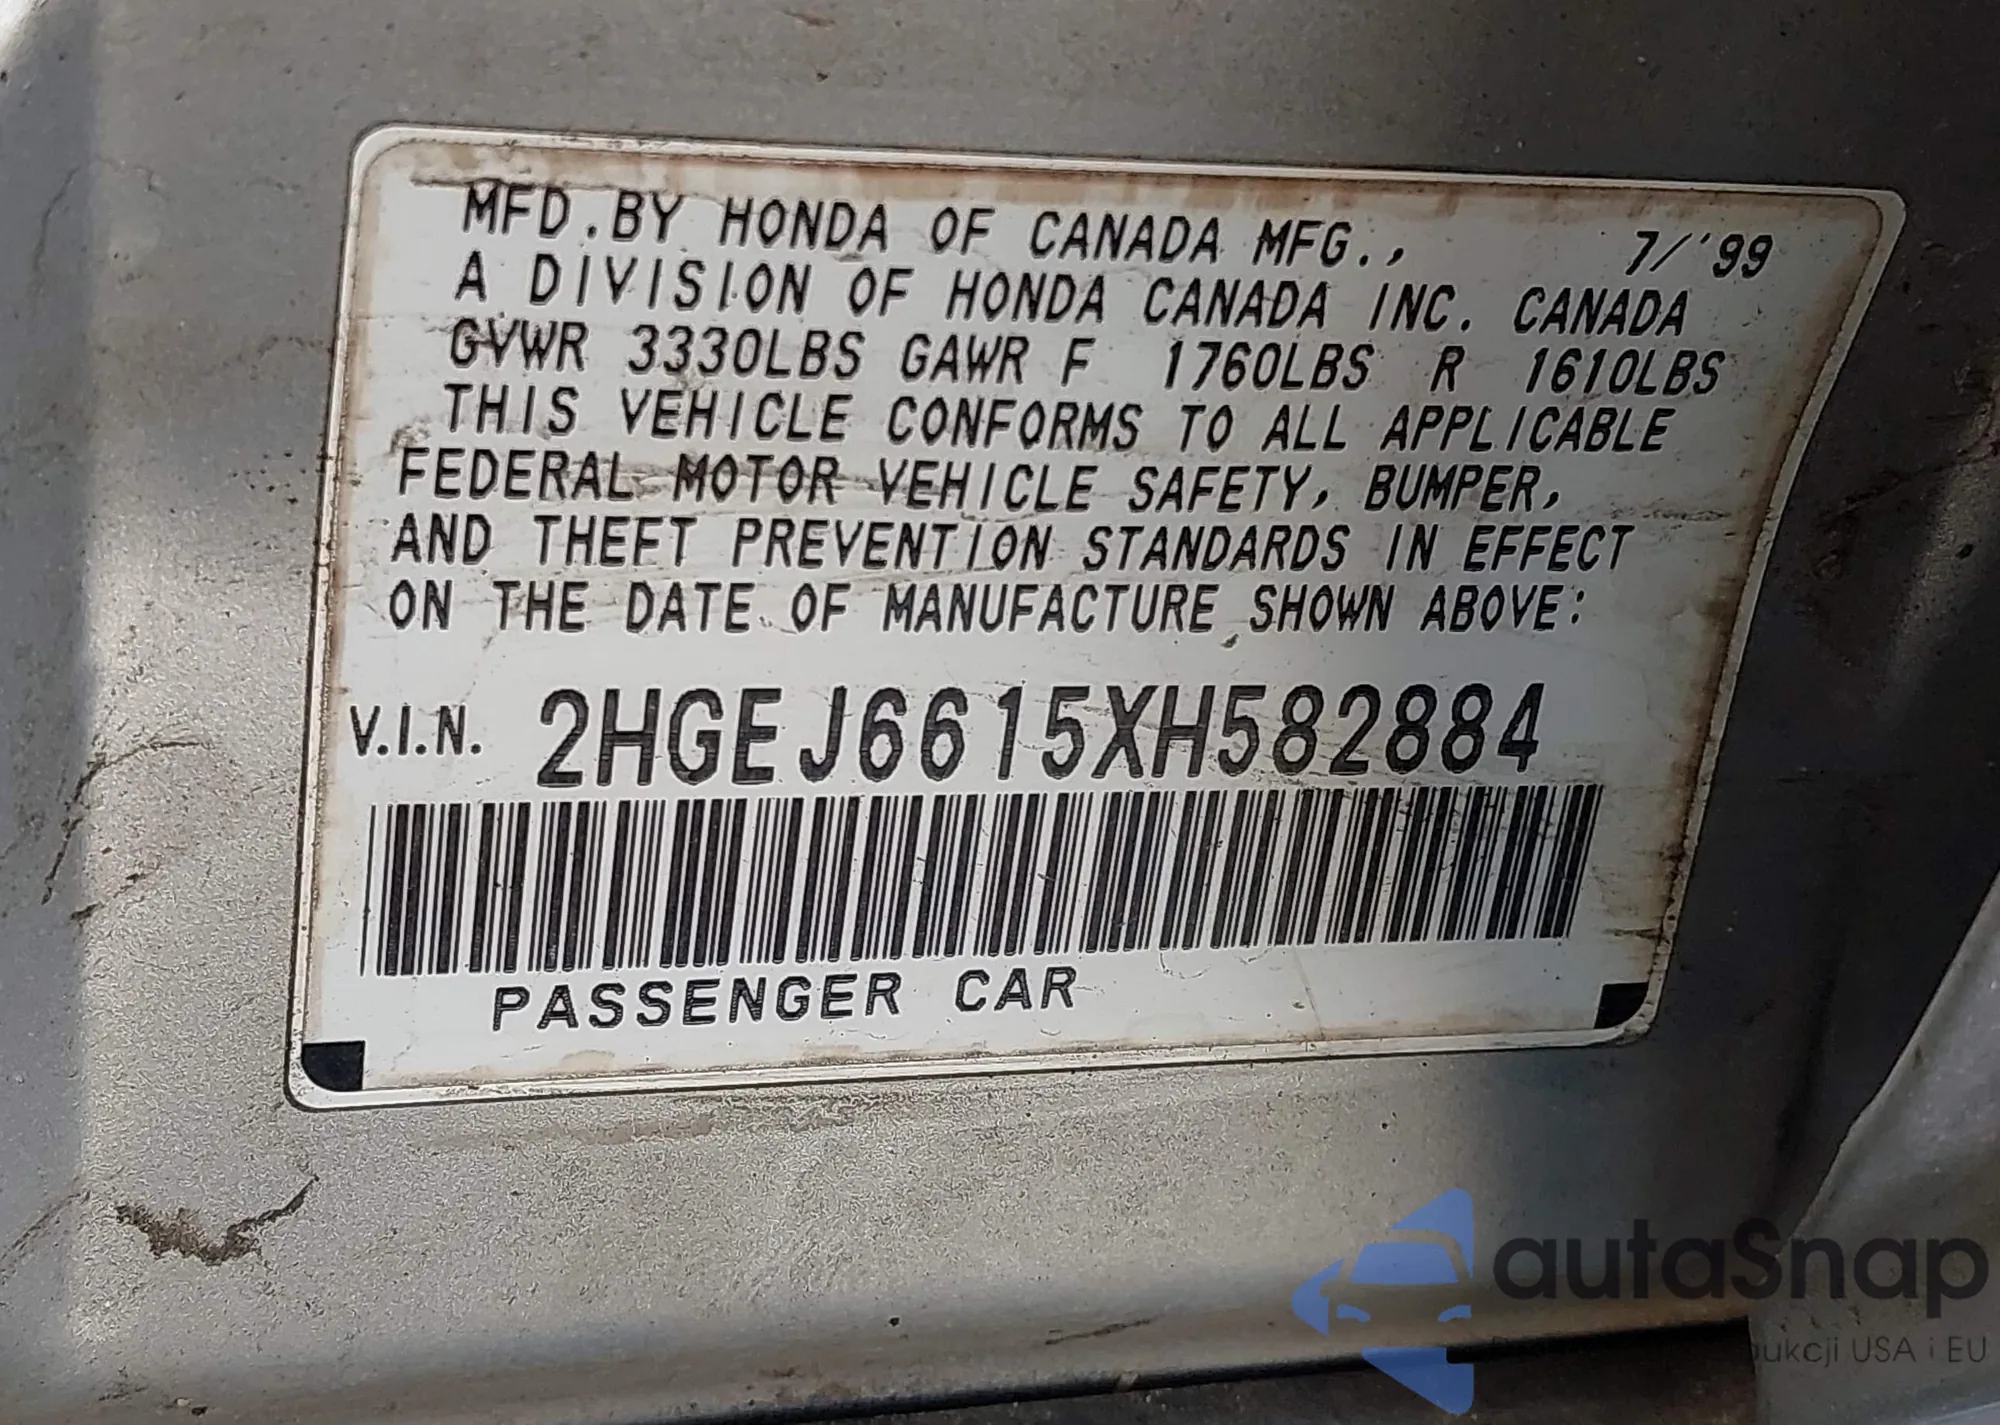 MFD.BY HONDA OF CANADA MFG., 7/'99
A DIVISION OF HONDA CANADA INC. CANADA
GVWR 3330LBS GAWR F 1760LBS R 1610LBS
THIS VEHICLE CONFORMS TO ALL APPLICABLE
FEDERAL MOTOR VEHICLE SAFETY, BUMPER,
AND THEFT PREVENTION STANDARDS IN EFFECT
ON THE DATE OF MANUFACTURE SHOWN ABOVE:
V.I.N. 2HGEJ6615XH582884
PASSENGER CAR
autaSnap
USA i EU